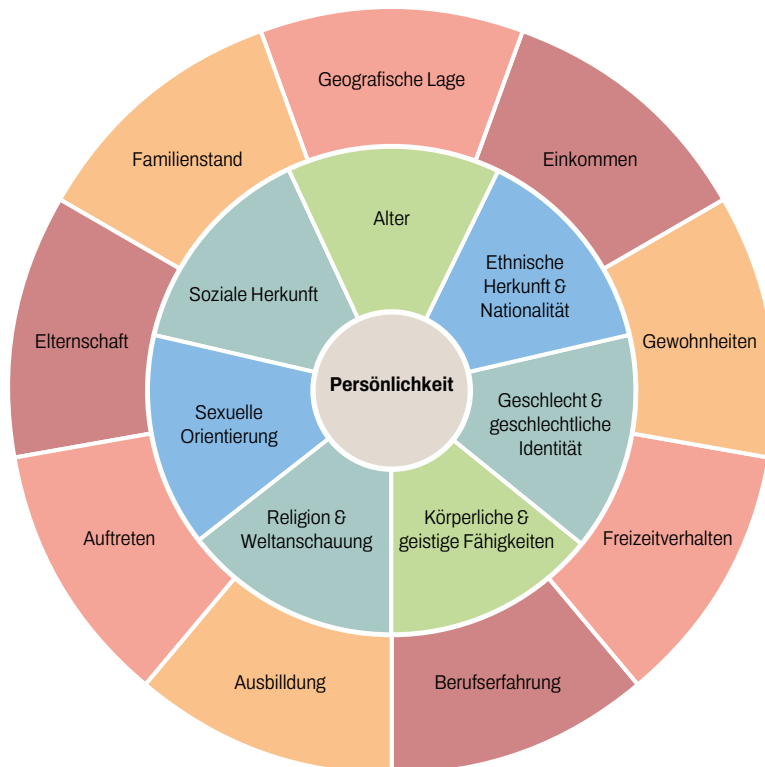 Geografische Lage
Einkommen
Gewohnheiten
Freizeitverhalten
Berufserfahrung
Ausbilldung
Auftreten
Elternschaft
Familienstand
Alter
Ethnische
Herkunft &
Nationalität
Geschlecht &
geschlechtliche
Identität
Körperliche &
geistige Fähigkeiten
Religion &
Weltanschauung
Sexuelle
Orientierung
Soziale Herkunft
Persönlichkeit